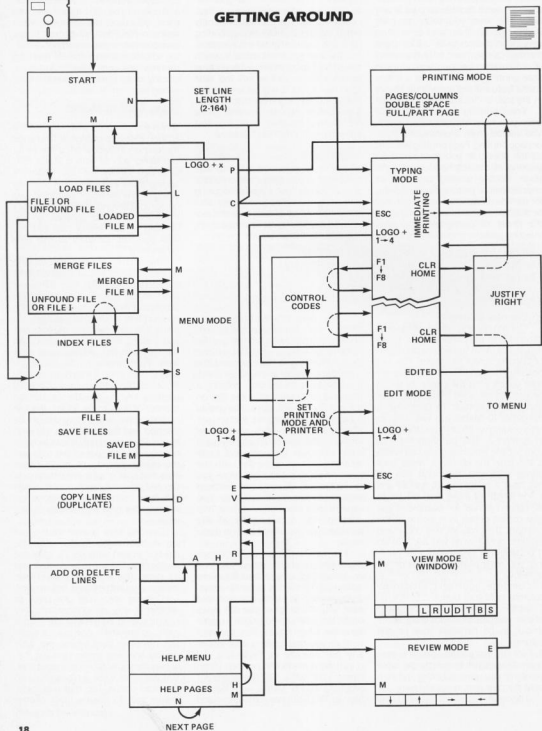 GETTING AROUND
START
N
F M
SET LINE
LENGTH
(2-164)
PRINTING MODE
PAGES/COLUMNS
DOUBLE SPACE
FULL/PART PAGE
LOGO + x
P
L
C
M
I
S
MENU MODE
LOGO +
1→4
D
E
V
A H
R
LOAD FILES
FILE I OR
UNFOUND FILE
LOADED
FILE M
MERGE FILES
MERGED
FILE M
UNFOUND FILE
OR FILE I
INDEX FILES
FILE I
SAVE FILES
SAVED
FILE M
COPY LINES
(DUPLICATE)
ADD OR DELETE
LINES
HELP MENU
HELP PAGES
H
M
N
NEXT PAGE
TYPING
MODE
IMMEDIATE
PRINTING
ESC
LOGO +
1→4
F1
↓
F8
CLR
HOME
CONTROL
CODES
F1
↓
F8
CLR
HOME
EDITED
EDIT MODE
LOGO +
1→4
ESC
JUSTIFY
RIGHT
TO MENU
SET
PRINTING
MODE AND
PRINTER
VIEW MODE
(WINDOW)
E
M
L R U D T B S
REVIEW MODE
E
M
↓ ↑ → ←
18